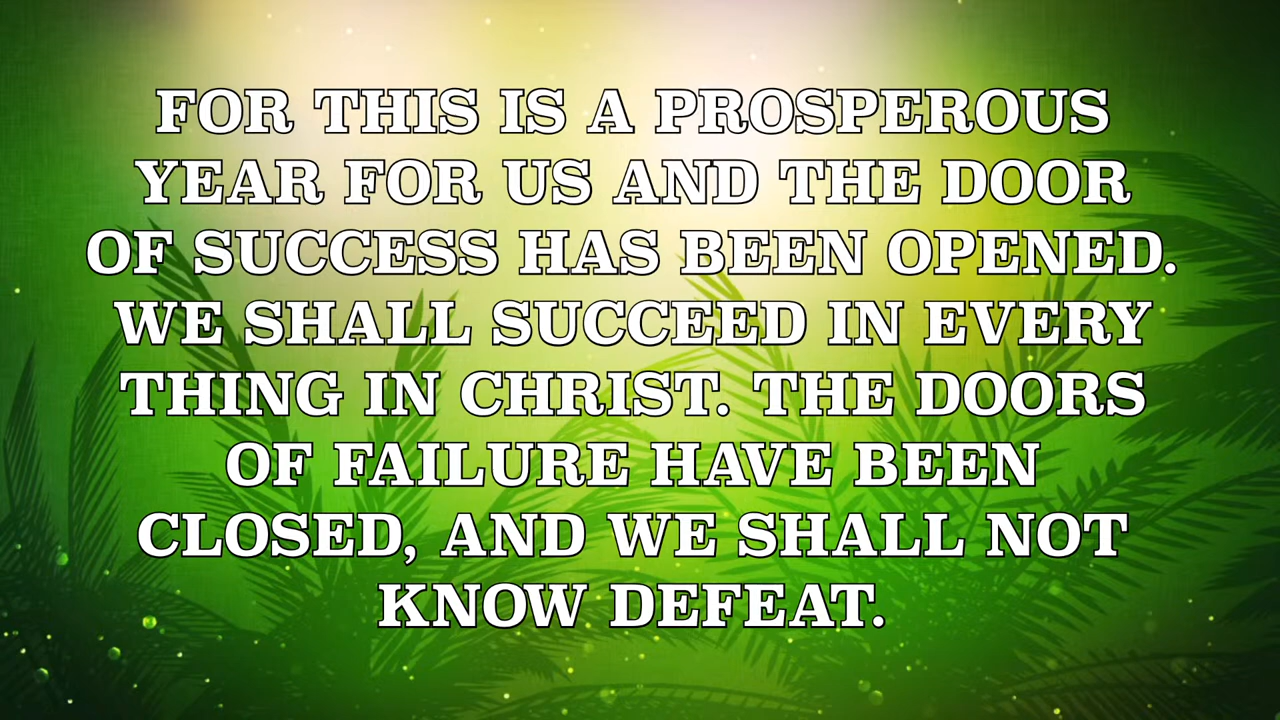 FOR THIS IS A PROSPEROUS
YEAR FOR US AND THE DOOR
OF SUCCESS HAS BEEN OPENED.
WE SHALL SUCCEED IN EVERY
THING IN CHRIST. THE DOORS
OF FAILURE HAVE BEEN
CLOSED, AND WE SHALL NOT
KNOW DEFEAT.